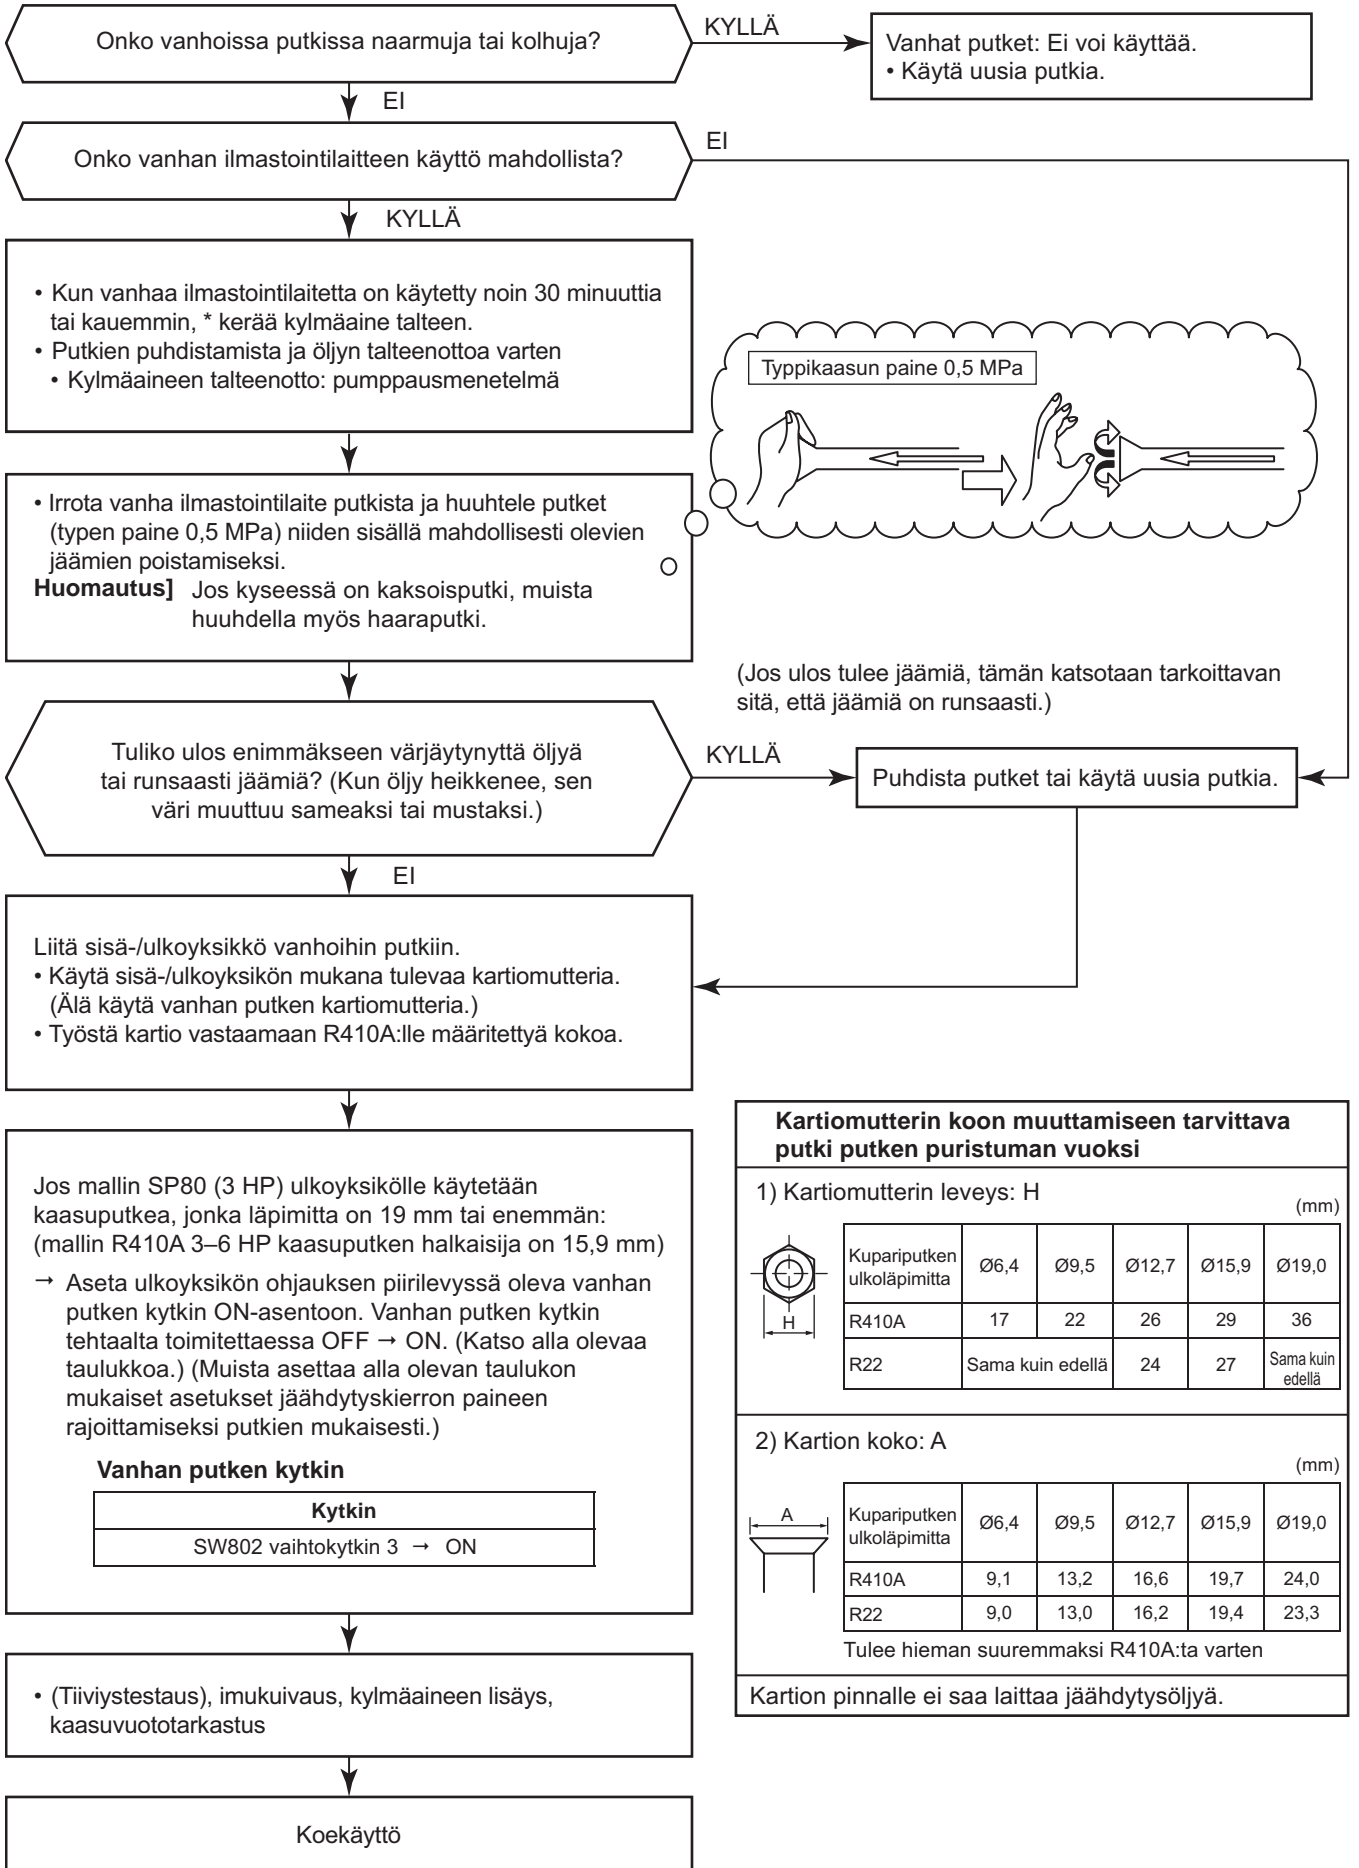 Onko vanhoissa putkissa naarmuja tai kolhuja?
KYLLÄ
Vanhat putket: Ei voi käyttää.
• Käytä uusia putkia.
EI
Onko vanhan ilmastointilaitteen käyttö mahdollista?
EI
KYLLÄ
• Kun vanhaa ilmastointilaitetta on käytetty noin 30 minuuttia
tai kauemmin, * kerää kylmäaine talteen.
• Putkien puhdistamista ja öljyn talteenottoa varten
• Kylmäaineen talteenotto: pumppausmenetelmä
Typpikaasun paine 0,5 MPa
• Irrota vanha ilmastointilaite putkista ja huuhtele putket
(typen paine 0,5 MPa) niiden sisällä mahdollisesti olevien
jäämien poistamiseksi.
Huomautus] Jos kyseessä on kaksoisputki, muista
huuhdella myös haaraputki.
(Jos ulos tulee jäämiä, tämän katsotaan tarkoittavan
sitä, että jäämiä on runsaasti.)
Tuliko ulos enimmäkseen värjäytynyttä öljyä
tai runsaasti jäämiä? (Kun öljy heikkenee, sen
väri muuttuu sameaksi tai mustaksi.)
KYLLÄ
Puhdista putket tai käytä uusia putkia.
EI
Liitä sisä-/ulkoyksikkö vanhoihin putkiin.
• Käytä sisä-/ulkoyksikön mukana tulevaa kartiomutteria.
(Älä käytä vanhan putken kartiomutteria.)
• Työstä kartio vastaamaan R410A:lle määritettyä kokoa.
Jos mallin SP80 (3 HP) ulkoyksikölle käytetään
kaasuputkea, jonka läpimitta on 19 mm tai enemmän:
(mallin R410A 3–6 HP kaasuputken halkaisija on 15,9 mm)
→ Aseta ulkoyksikön ohjauksen piirilevyssä oleva vanhan
putken kytkin ON-asentoon. Vanhan putken kytkin
tehtaalta toimitettaessa OFF → ON. (Katso alla olevaa
taulukkoa.) (Muista asettaa alla olevan taulukon
mukaiset asetukset jäähdytyskierron paineen
rajoittamiseksi putkien mukaisesti.)
Vanhan putken kytkin
Kytkin
SW802 vaihtokytkin 3 → ON
• (Tiiviystestaus), imukuivaus, kylmäaineen lisäys,
kaasuvuototarkastus
Koekäyttö
Kartiomutterin koon muuttamiseen tarvittava
putki putken puristuman vuoksi
1) Kartiomutterin leveys: H
(mm)
H
Kupariputken
ulkoläpimitta Ø6,4 Ø9,5 Ø12,7 Ø15,9 Ø19,0
R410A 17 22 26 29 36
R22 Sama kuin edellä 24 27 Sama kuin
edellä
2) Kartion koko: A
(mm)
A
Kupariputken
ulkoläpimitta Ø6,4 Ø9,5 Ø12,7 Ø15,9 Ø19,0
R410A 9,1 13,2 16,6 19,7 24,0
R22 9,0 13,0 16,2 19,4 23,3
Tulee hieman suuremmaksi R410A:ta varten
Kartion pinnalle ei saa laittaa jäähdytysöljyä.